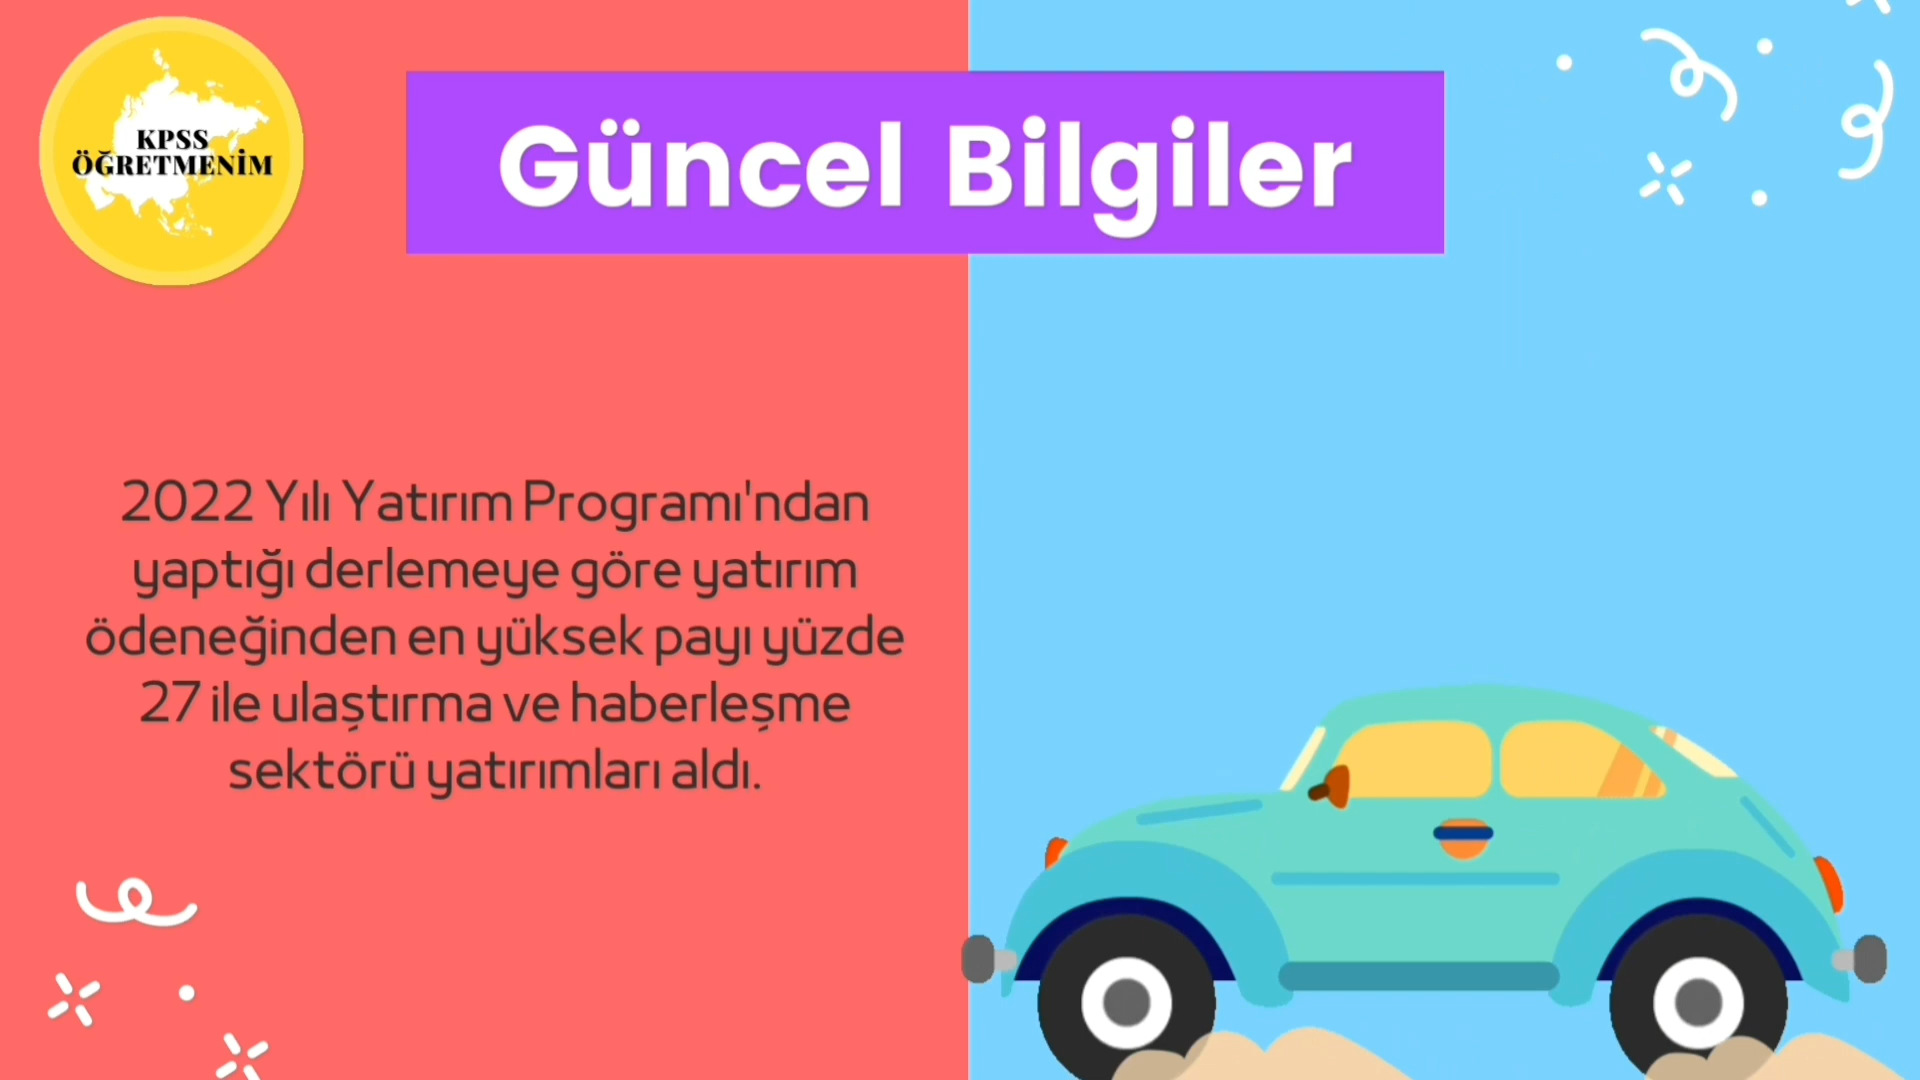 KPSS
ÖĞRETMENİM
Güncel Bilgiler
2022 Yılı Yatırım Programı'ndan
yaptığı derlemeye göre yatırım
ödeneğinden en yüksek payı yüzde
27 ile ulaştırma ve haberleşme
sektörü yatırımları aldı.